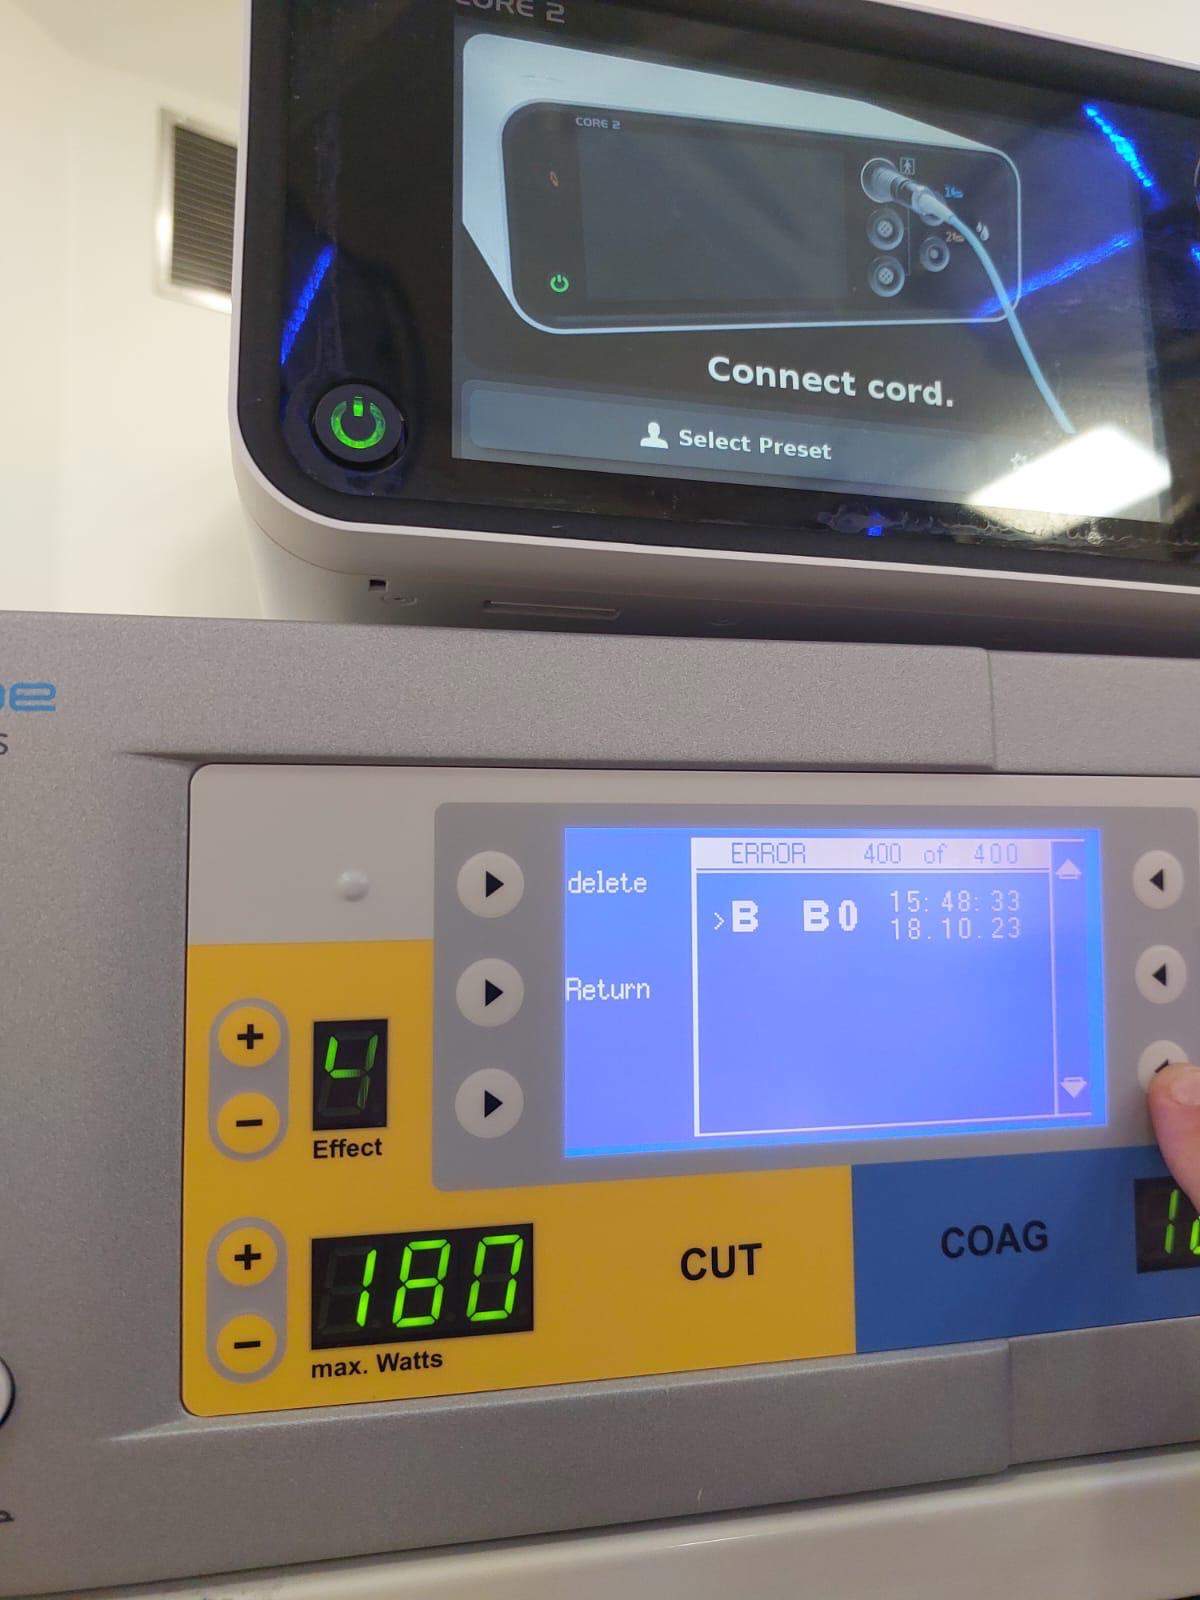 CORE 2
CORE 2
Connect cord.
Select Preset
ERROR 400 of 400
delete
>B B0 15:48:33
18.10.23
Return
+
-
4
Effect
+
-
180
max. Watts
CUT
COAG